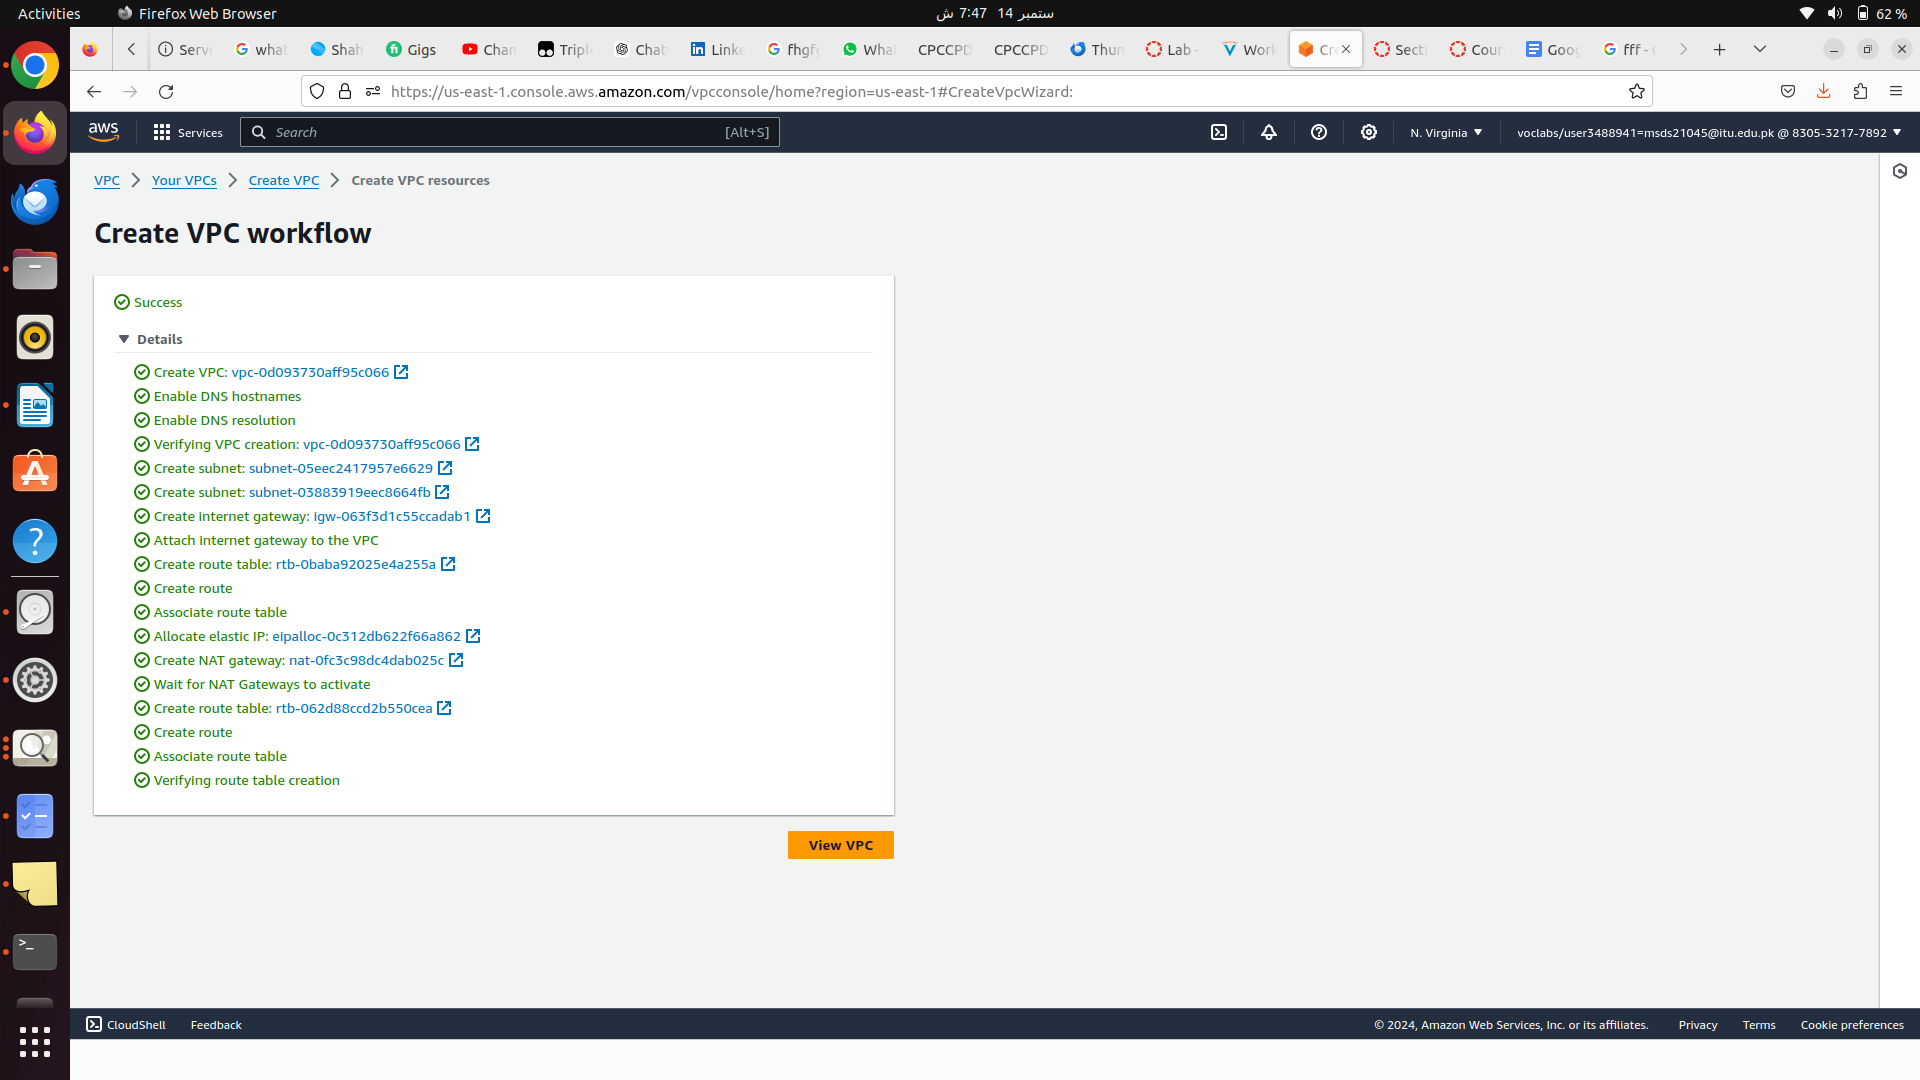 Activities
Firefox Web Browser
ستمبر 14  7:47 ش
62 %
Serv
what
Shah
Gigs
Chan
Triple
Chat
Linke
fhgfg
What
CPCCPD
CPCCPD
Thun
Lab -
Work
Cre
Secti
Cour
Goog
fff - G
https://us-east-1.console.aws.amazon.com/vpcconsole/home?region=us-east-1#CreateVpcWizard:
aws
Services
Search
[Alt+S]
N. Virginia
voclabs/user3488941=msds21045@itu.edu.pk @ 8305-3217-7892
VPC
Your VPCs
Create VPC
Create VPC resources
Create VPC workflow
Success
Details
Create VPC: vpc-0d093730aff95c066
Enable DNS hostnames
Enable DNS resolution
Verifying VPC creation: vpc-0d093730aff95c066
Create subnet: subnet-05eec2417957e6629
Create subnet: subnet-03883919eec8664fb
Create internet gateway: igw-063f3d1c55ccadab1
Attach internet gateway to the VPC
Create route table: rtb-0baba92025e4a255a
Create route
Associate route table
Allocate elastic IP: eipalloc-0c312db622f66a862
Create NAT gateway: nat-0fc3c98dc4dab025c
Wait for NAT Gateways to activate
Create route table: rtb-062d88ccd2b550cea
Create route
Associate route table
Verifying route table creation
View VPC
CloudShell
Feedback
© 2024, Amazon Web Services, Inc. or its affiliates.
Privacy
Terms
Cookie preferences